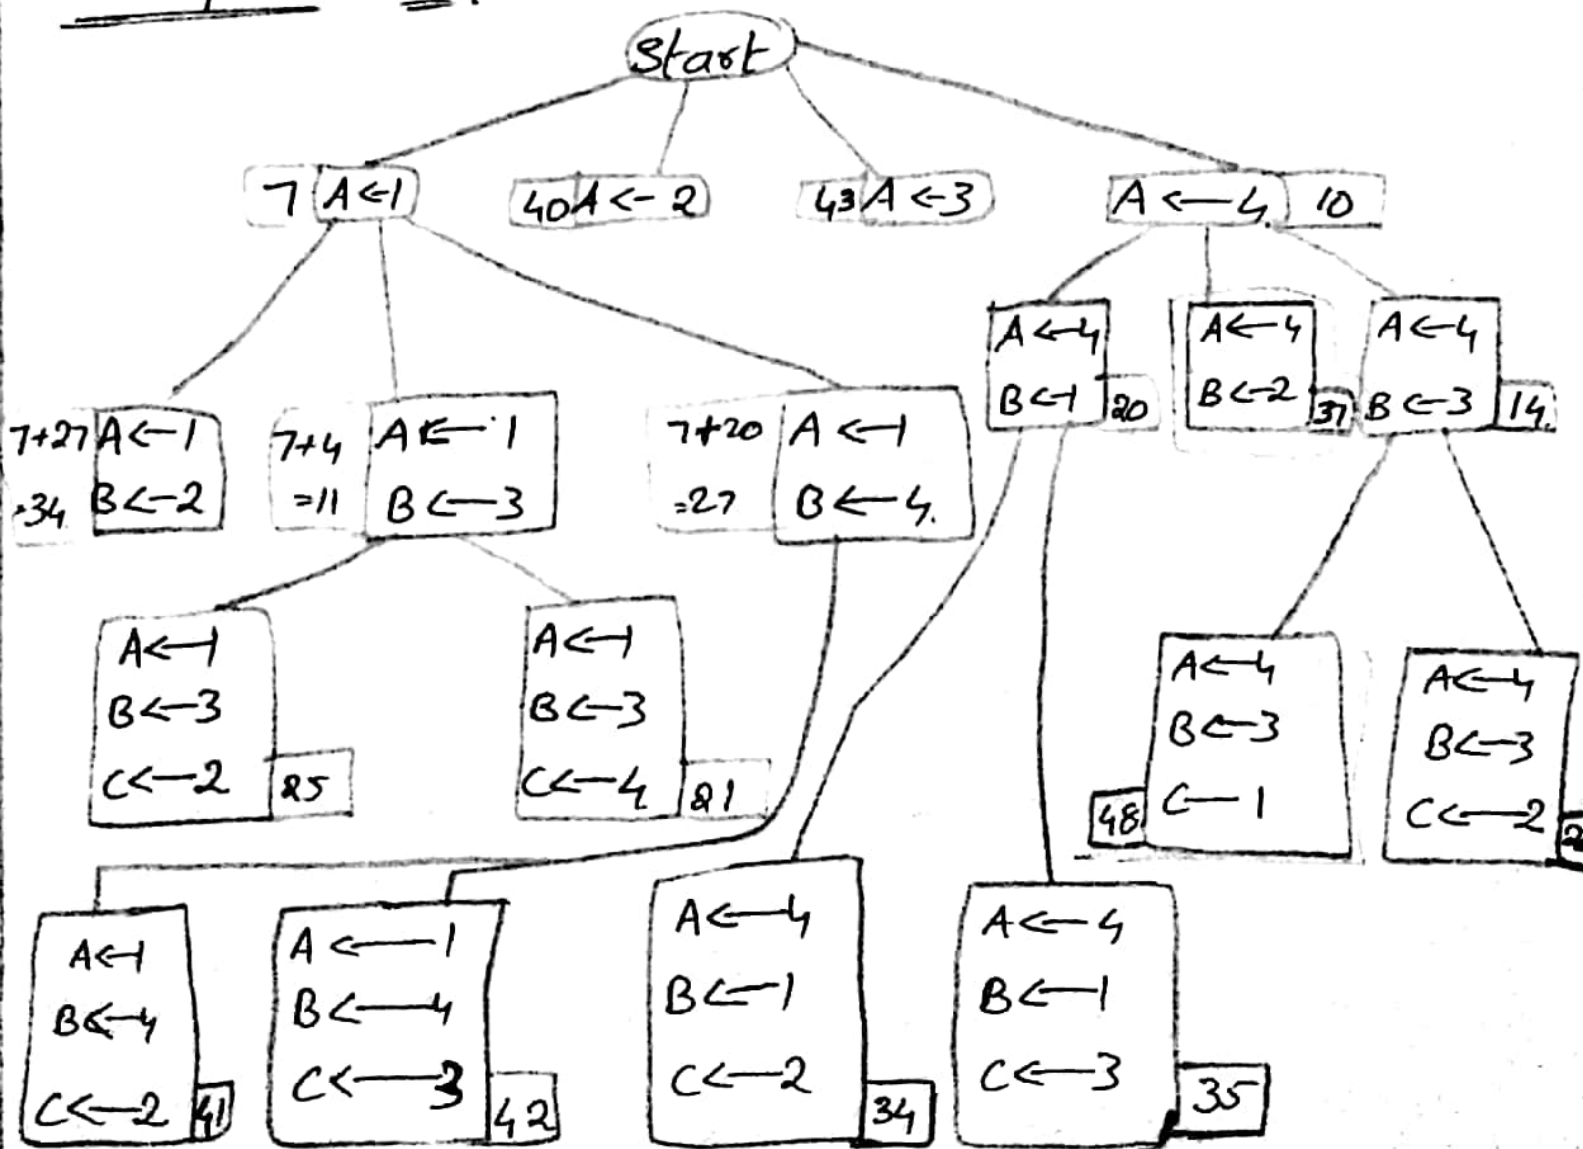 Start
7 A←1
40 A←2
43 A←3
A←4 10
A←4
B←1 20
A←4
B←2 37
A←4
B←3 14.
7+27 A←1
=34 B←2
7+4 A←1
=11 B←3
7+20 A←1
=27 B←4.
A←1
B←3
C←2 25
A←1
B←3
C←4 21
A←4
B←3
48 C—1
A←4
B←3
C←2
A←1
B←4
C←2 41
A←1
B←4
C←3 42
A←4
B←1
C←2 34
A←4
B←1
C←3 35